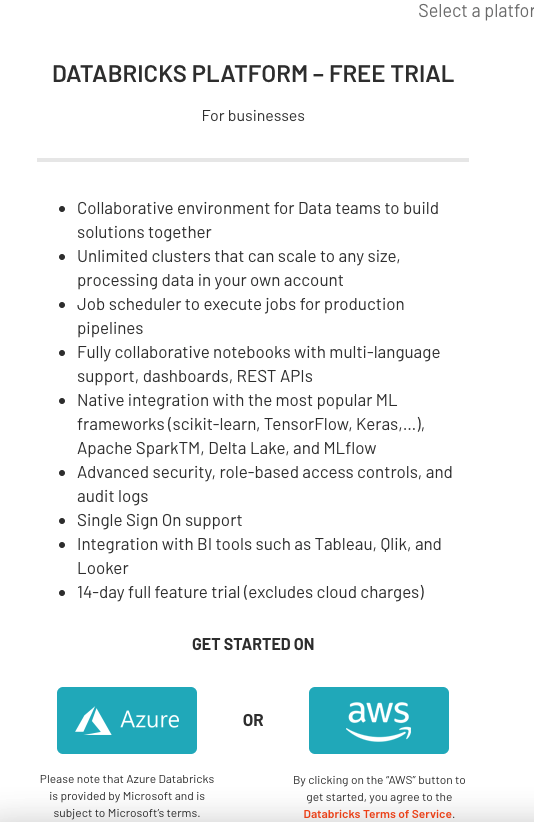 Select a platfor
DATABRICKS PLATFORM – FREE TRIAL
For businesses
• Collaborative environment for Data teams to build
solutions together
• Unlimited clusters that can scale to any size,
processing data in your own account
• Job scheduler to execute jobs for production
pipelines
• Fully collaborative notebooks with multi-language
support, dashboards, REST APIs
• Native integration with the most popular ML
frameworks (scikit-learn, TensorFlow, Keras,...),
Apache SparkTM, Delta Lake, and MLflow
• Advanced security, role-based access controls, and
audit logs
• Single Sign On support
• Integration with BI tools such as Tableau, Qlik, and
Looker
• 14-day full feature trial (excludes cloud charges)
GET STARTED ON
Azure OR aws
Please note that Azure Databricks
is provided by Microsoft and is
subject to Microsoft's terms.
By clicking on the “AWS” button to
get started, you agree to the
Databricks Terms of Service.